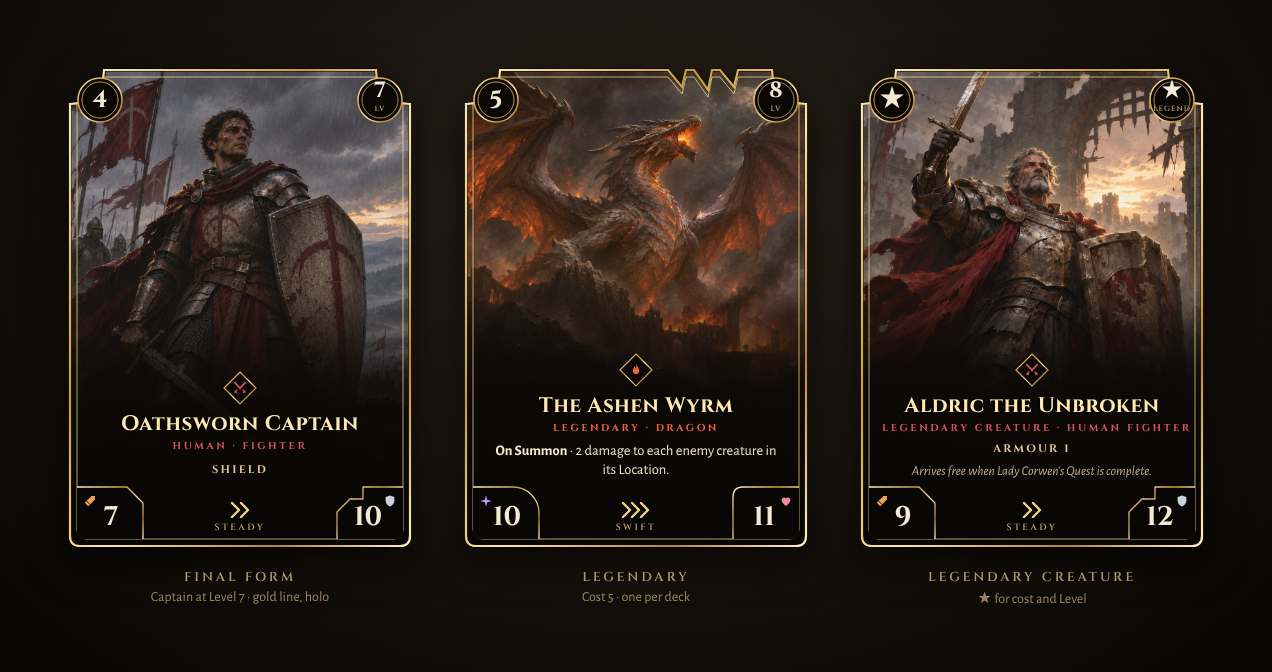 4
7
LV
OATHSWORN CAPTAIN
HUMAN · FIGHTER
SHIELD
7
STEADY
10
FINAL FORM
Captain at Level 7 · gold line, holo
5
8
LV
THE ASHEN WYRM
LEGENDARY · DRAGON
On Summon · 2 damage to each enemy creature in
its Location.
10
SWIFT
11
LEGENDARY
Cost 5 · one per deck
★
★
LEGEND
ALDRIC THE UNBROKEN
LEGENDARY CREATURE · HUMAN FIGHTER
ARMOUR 1
Arrives free when Lady Corwen's Quest is complete.
9
STEADY
12
LEGENDARY CREATURE
★ for cost and Level